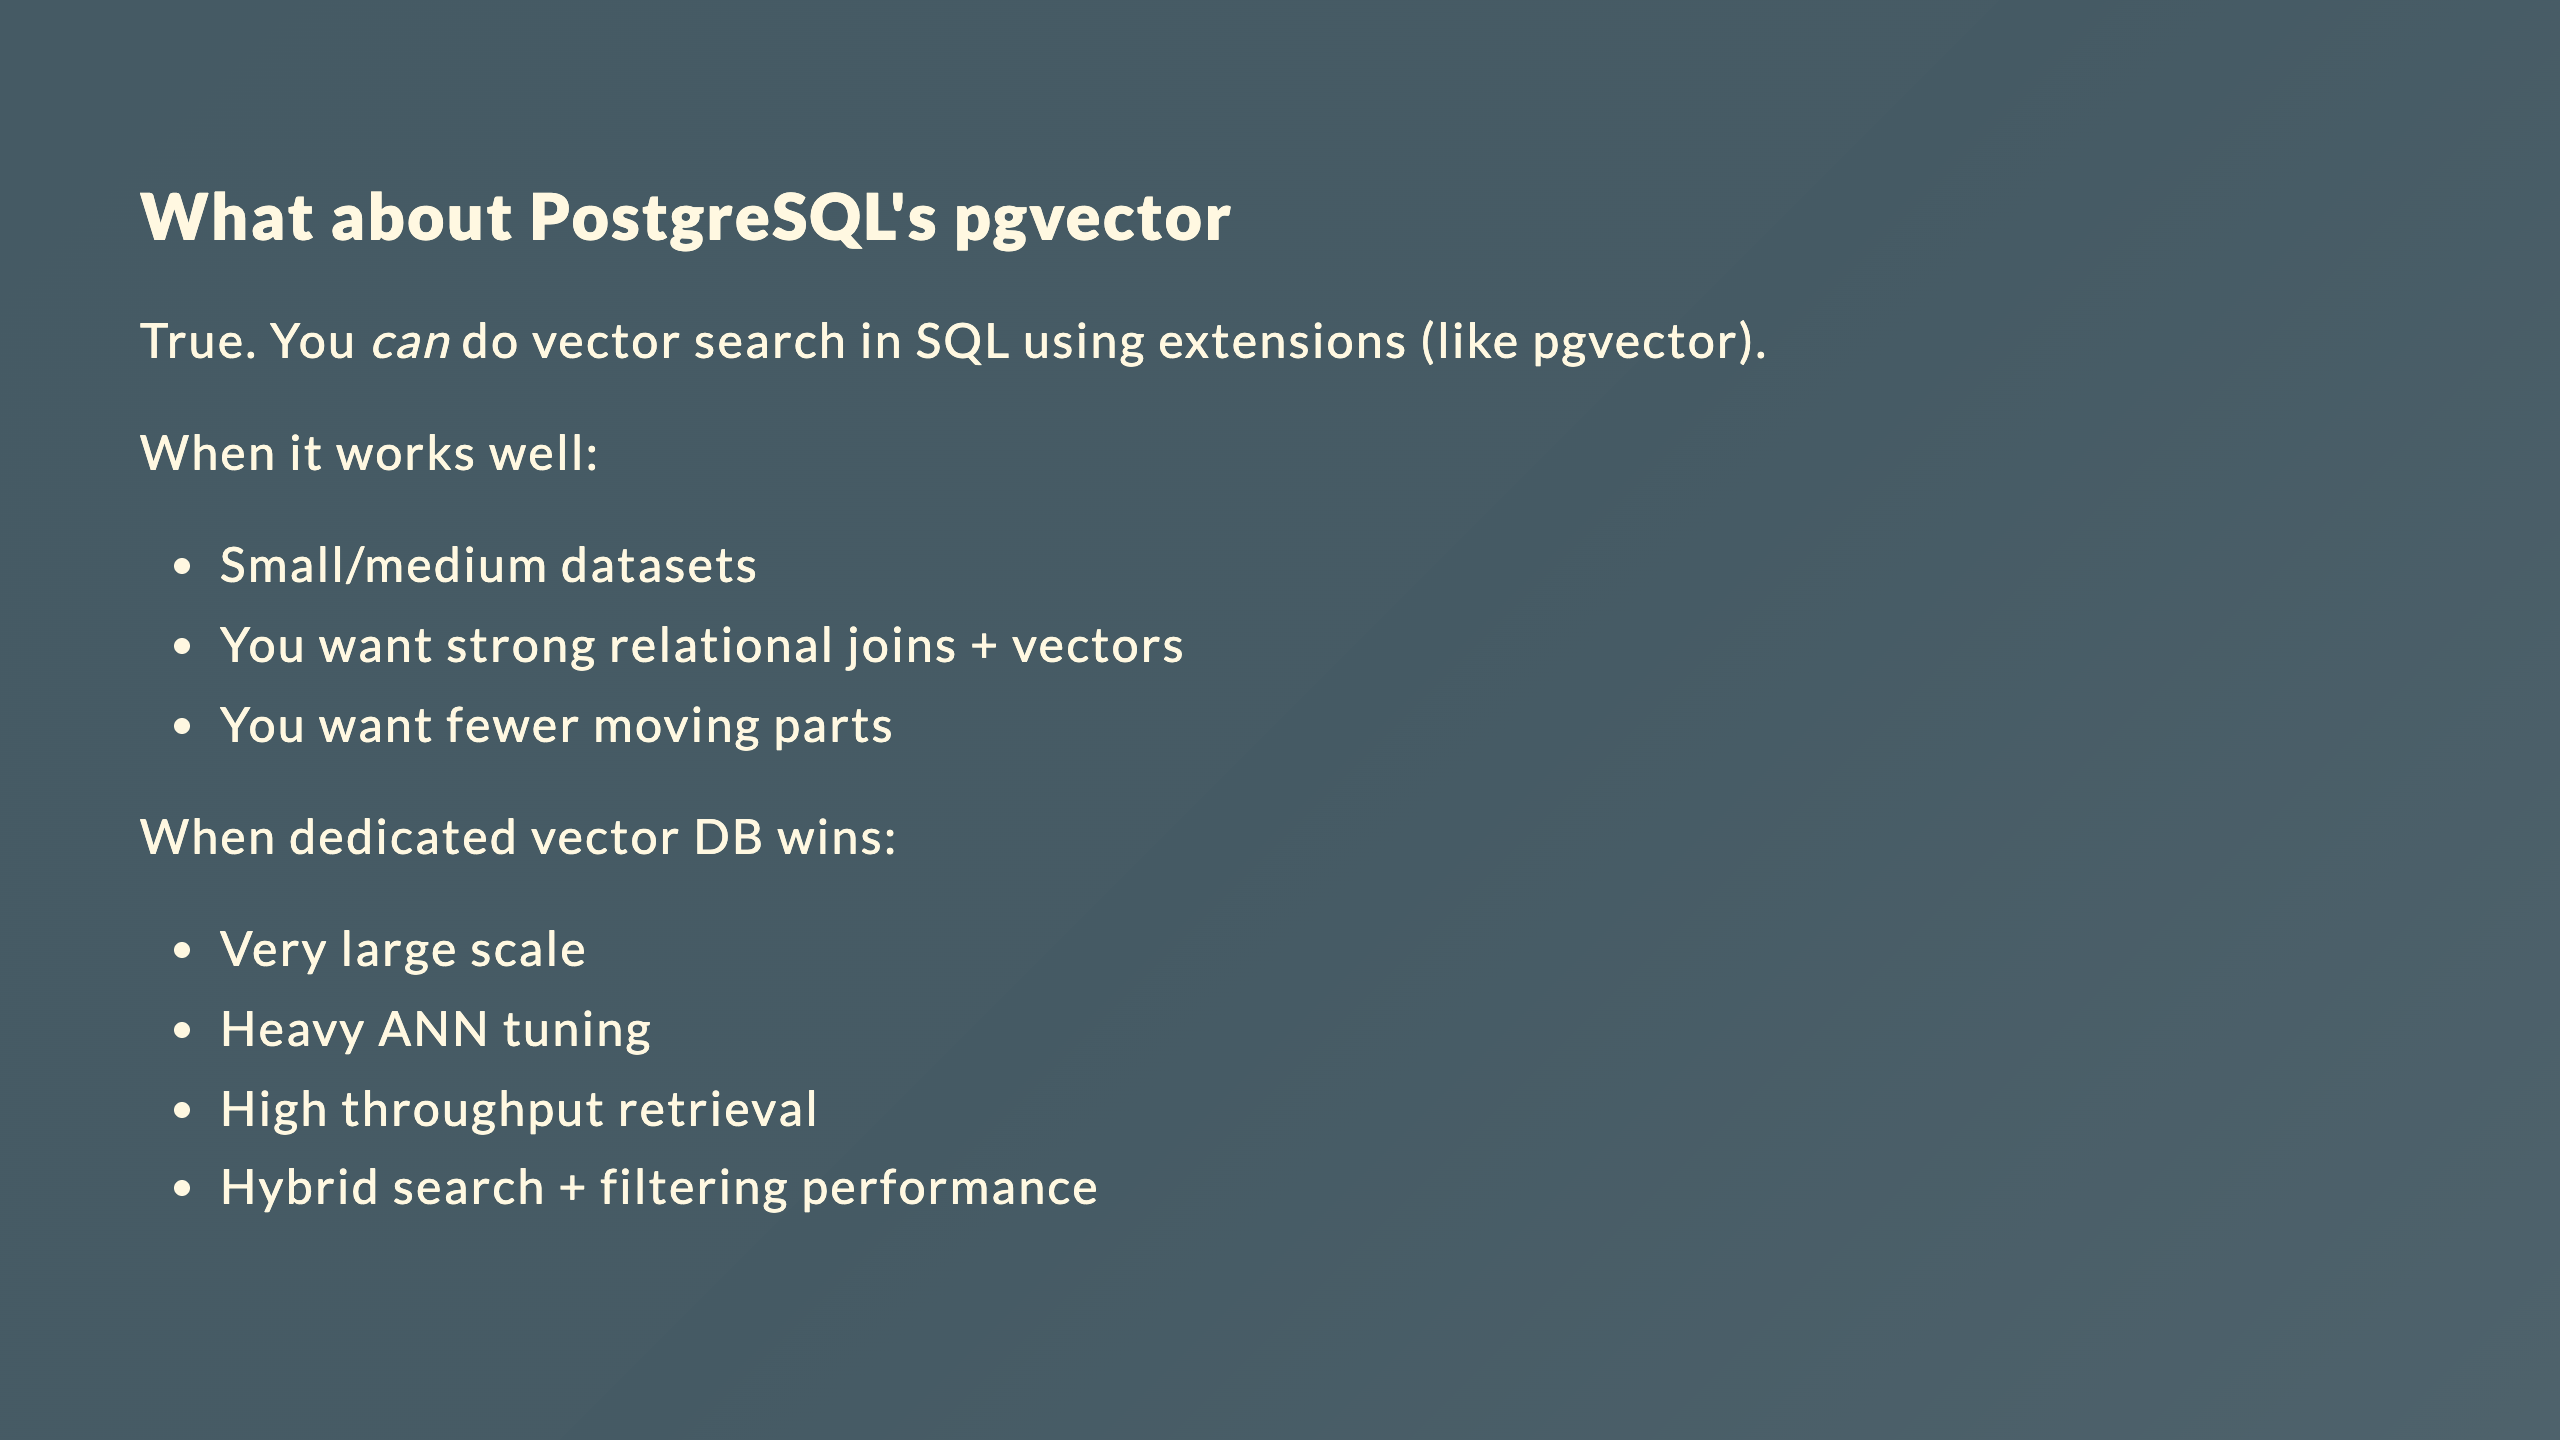 What about PostgreSQL's pgvector
True. You can do vector search in SQL using extensions (like pgvector).
When it works well:
• Small/medium datasets
• You want strong relational joins + vectors
• You want fewer moving parts
When dedicated vector DB wins:
• Very large scale
• Heavy ANN tuning
• High throughput retrieval
• Hybrid search + filtering performance